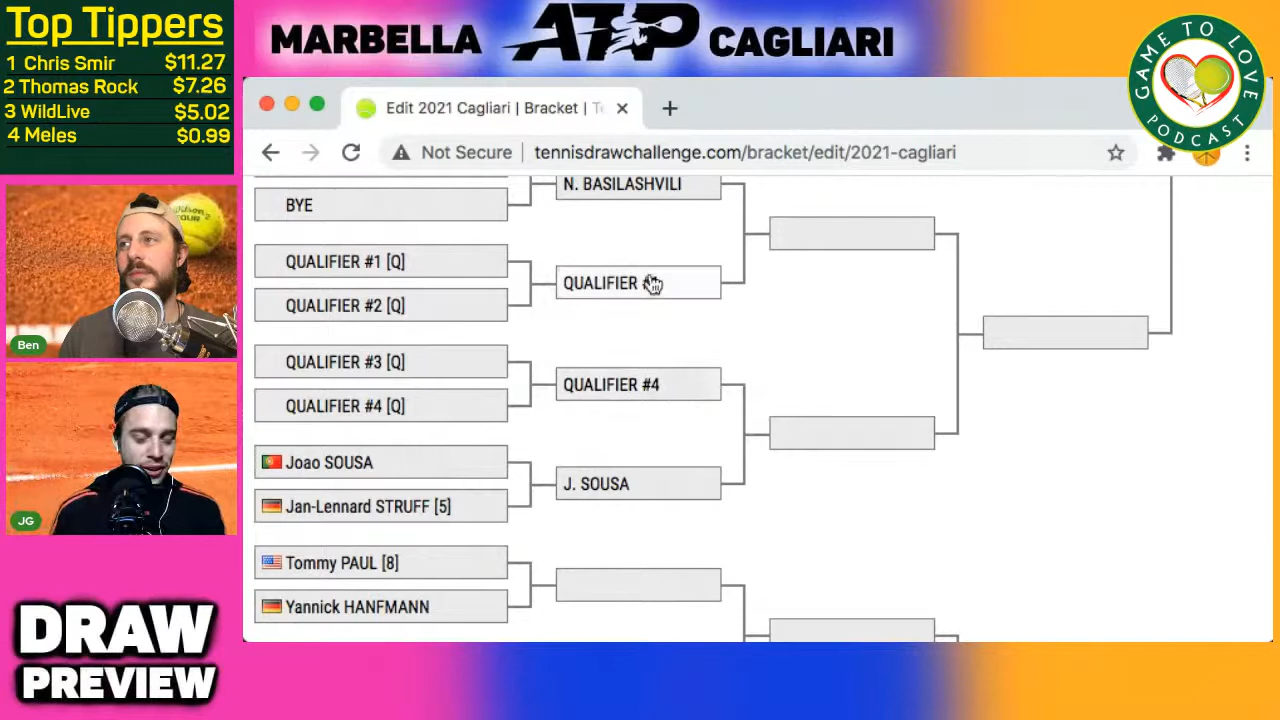 Top Tippers
1 Chris Smir $11.27
2 Thomas Rock $7.26
3 WildLive $5.02
4 Meles $0.99
MARBELLA ATP CAGLIARI
GAME TO LOVE
PODCAST
Edit 2021 Cagliari | Bracket | Te
Not Secure
tennisdrawchallenge.com/bracket/edit/2021-cagliari
N. BASILASHVILI
BYE
QUALIFIER #1 [Q]
QUALIFIER
QUALIFIER #2 [Q]
QUALIFIER #3 [Q]
QUALIFIER #4
QUALIFIER #4 [Q]
Joao SOUSA
J. SOUSA
Jan-Lennard STRUFF [5]
Tommy PAUL [8]
Yannick HANFMANN
Wilson
TOUR
Ben
JG
DRAW
PREVIEW